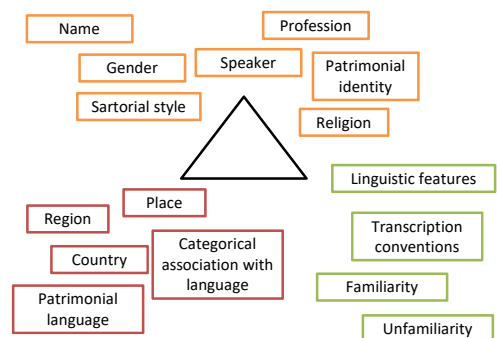 Name
Profession
Gender
Speaker
Patrimonial
identity
Sartorial style
Religion
Linguistic features
Place
Region
Transcription
conventions
Country
Categorical
association with
language
Familiarity
Patrimonial
language
Unfamiliarity